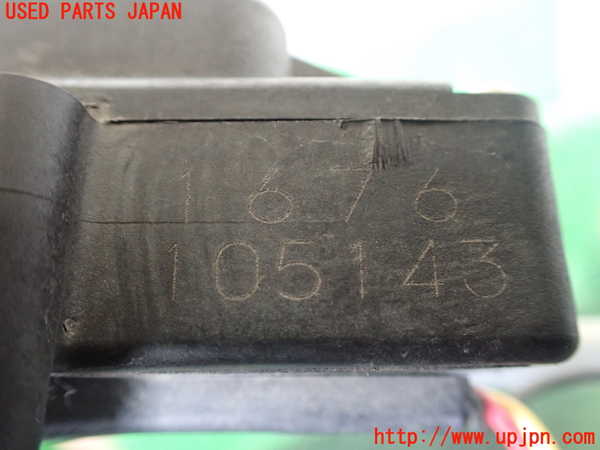 USED PARTS JAPAN
1676
105143
http://www.upjpn.com/